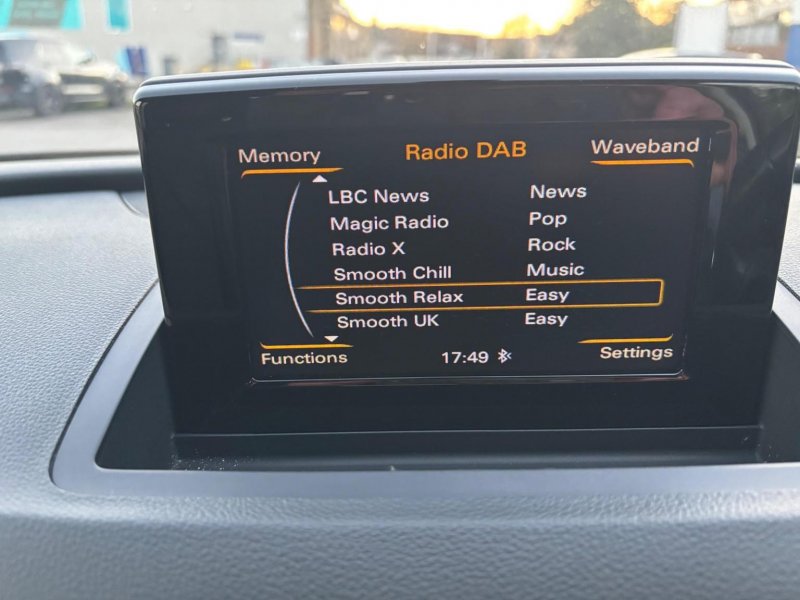 Memory Radio DAB Waveband
LBC News News
Magic Radio Pop
Radio X Rock
Smooth Chill Music
Smooth Relax Easy
Smooth UK Easy
Functions 17:49 Settings